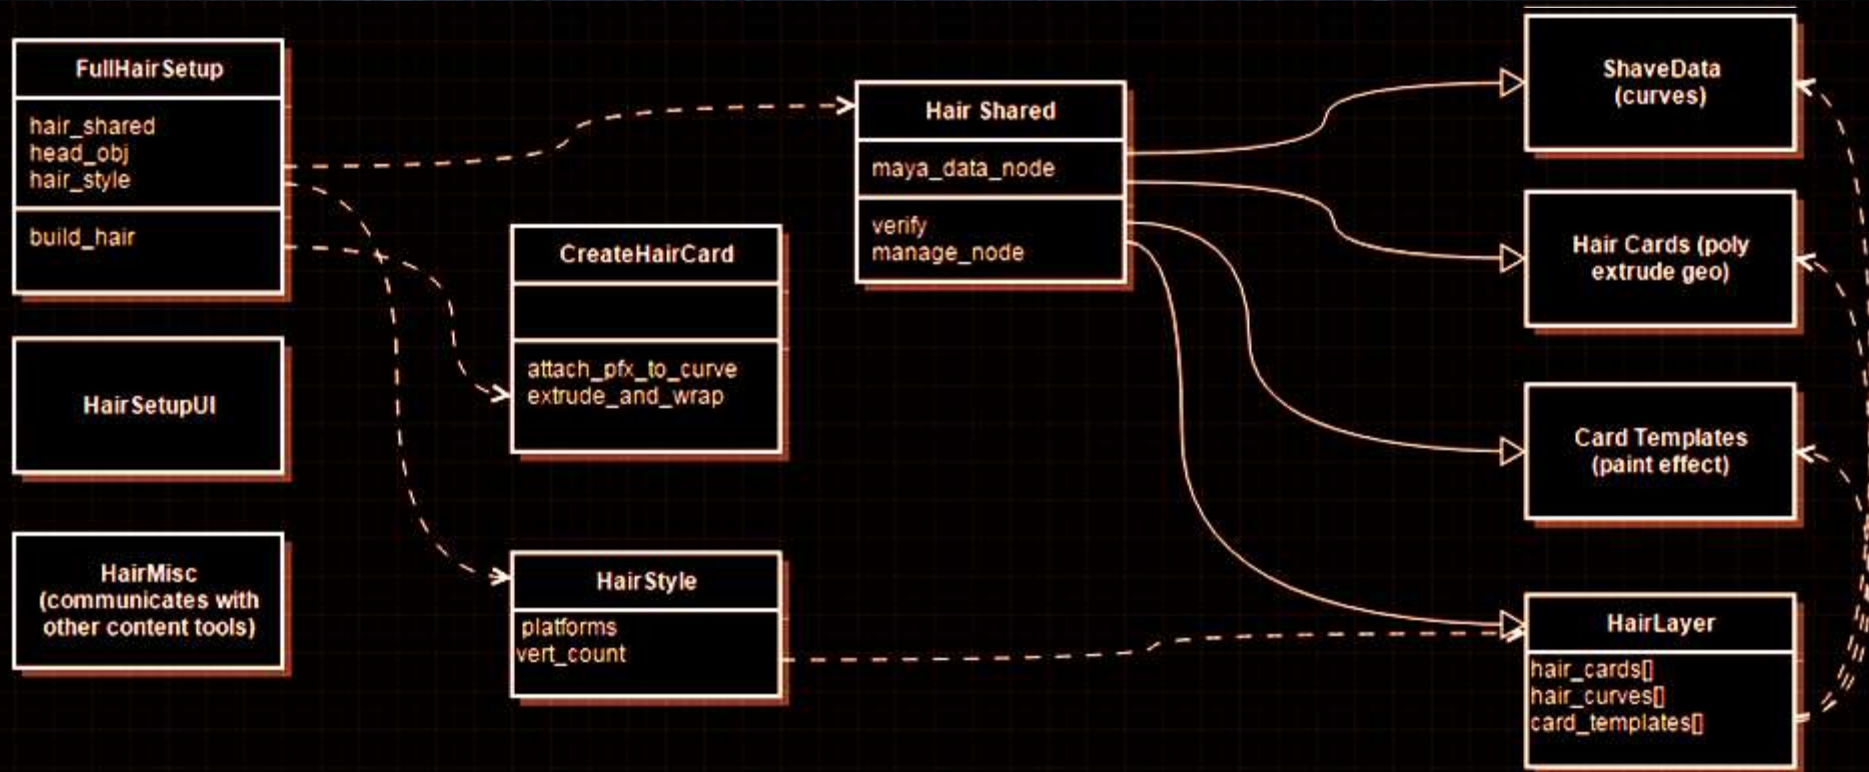 FullHairSetup
hair_shared
head_obj
hair_style
build_hair
HairSetupUI
HairMisc
(communicates with
other content tools)
CreateHairCard
attach_pfx_to_curve
extrude_and_wrap
HairStyle
platforms
vert_count
Hair Shared
maya_data_node
verify
manage_node
ShaveData
(curves)
Hair Cards (poly
extrude geo)
Card Templates
(paint effect)
HairLayer
hair_cards[]
hair_curves[]
card_templates[]